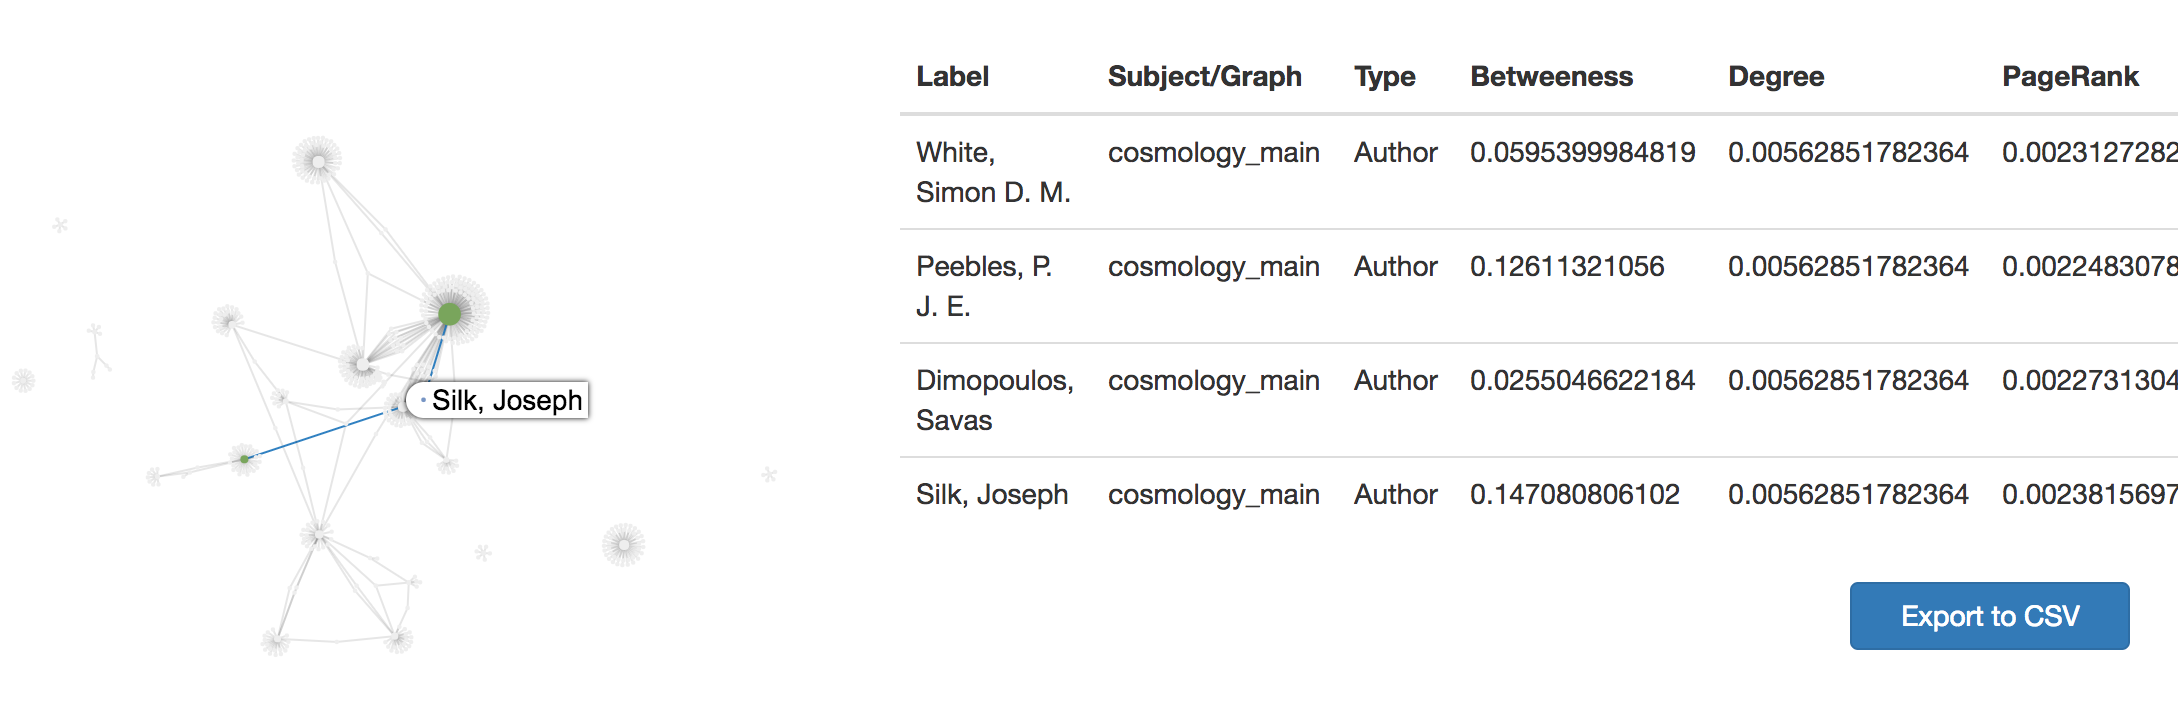 Label Subject/Graph Type Betweeness Degree PageRank
White, cosmology_main Author 0.0595399984819 0.00562851782364 0.0023127282
Simon D. M.
Peebles, P. cosmology_main Author 0.12611321056 0.00562851782364 0.0022483078
J. E.
Silk, Joseph
Dimopoulos, cosmology_main Author 0.0255046622184 0.00562851782364 0.0022731304
Savas
Silk, Joseph cosmology_main Author 0.147080806102 0.00562851782364 0.0023815697
Export to CSV